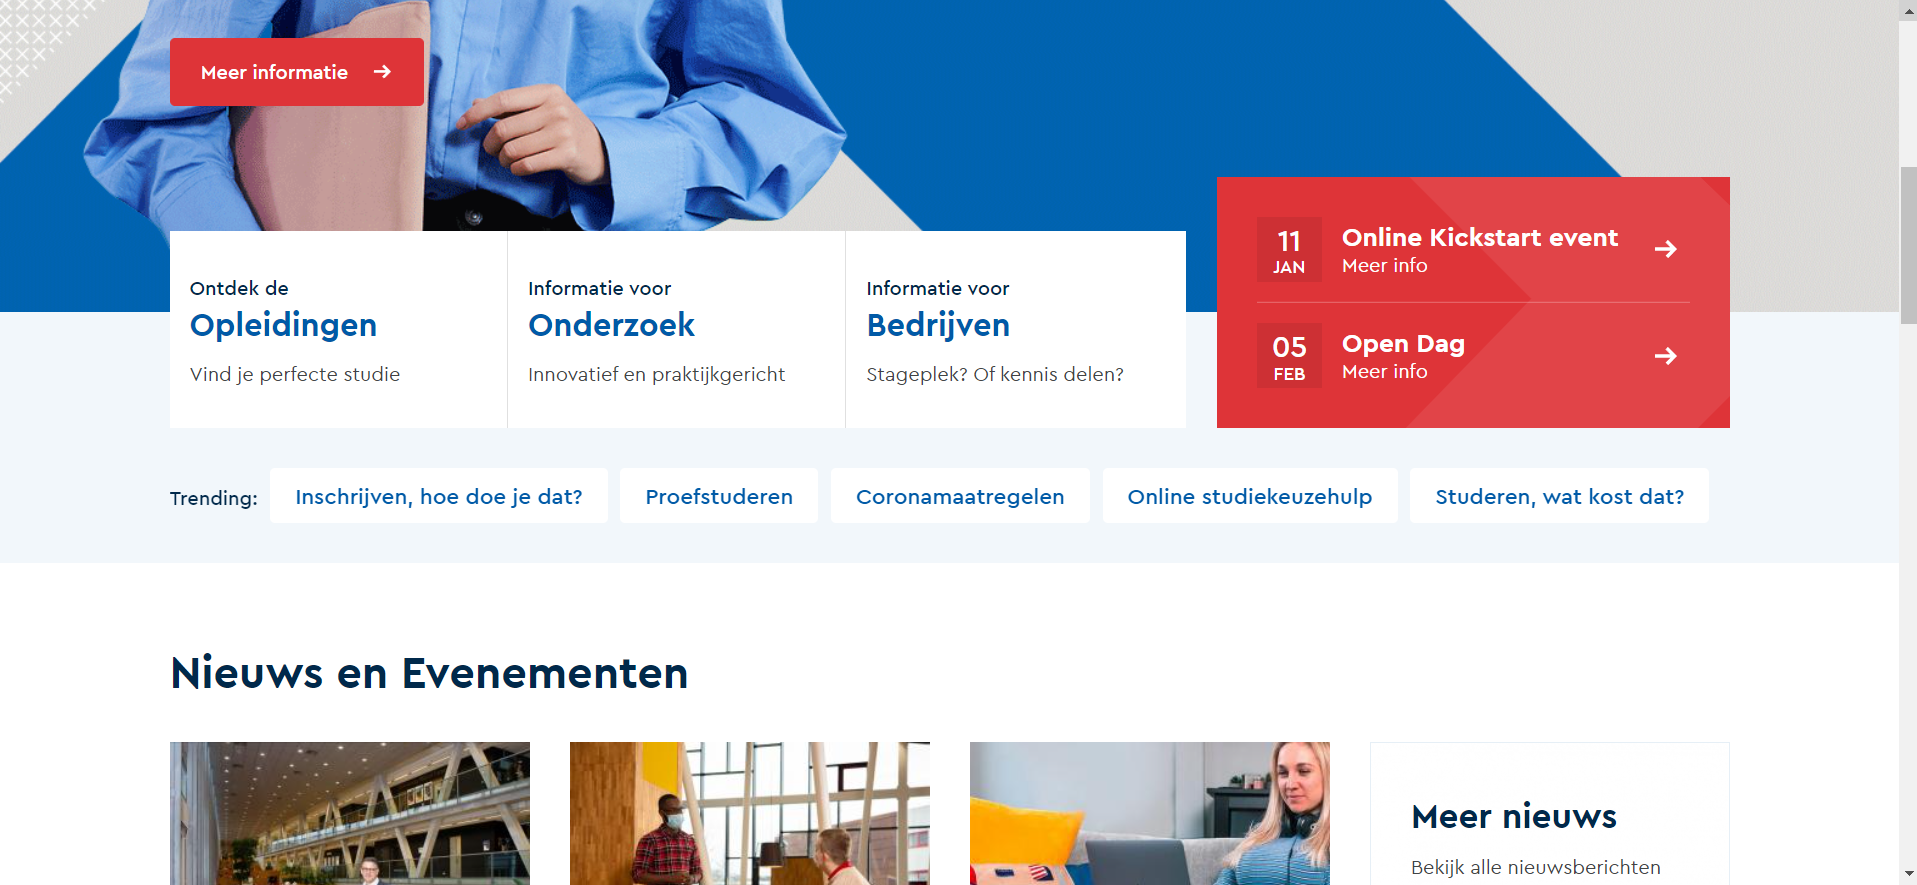 Meer informatie
11
JAN
Online Kickstart event
Meer info
05
FEB
Open Dag
Meer info
Ontdek de
Opleidingen
Vind je perfecte studie
Informatie voor
Onderzoek
Innovatief en praktijkgericht
Informatie voor
Bedrijven
Stageplek? Of kennis delen?
Trending: Inschrijven, hoe doe je dat? Proefstuderen Coronamaatregelen Online studiekeuzehulp Studeren, wat kost dat?
Nieuws en Evenementen
Meer nieuws
Bekijk alle nieuwsberichten